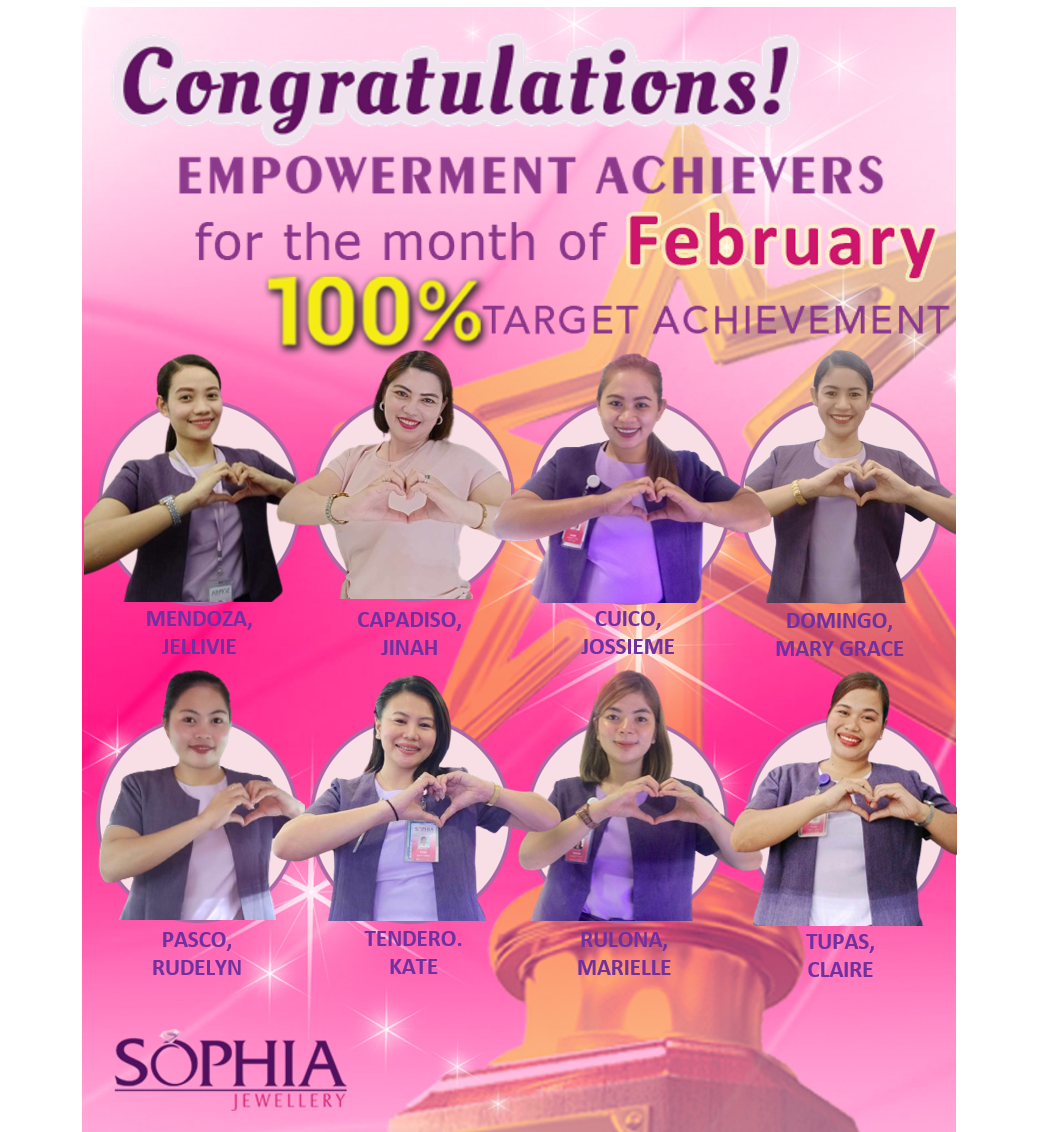 Congratulations!
EMPOWERMENT ACHIEVERS
for the month of February
100% TARGET ACHIEVEMENT
MENDOZA,
JELLIVIE
CAPADISO,
JINAH
CUICO,
JOSSIEME
DOMINGO,
MARY GRACE
PASCO,
RUDELYN
SOPHIA
TENDERO.
KATE
RULONA,
MARIELLE
TUPAS,
CLAIRE
SOPHIA
JEWELLERY